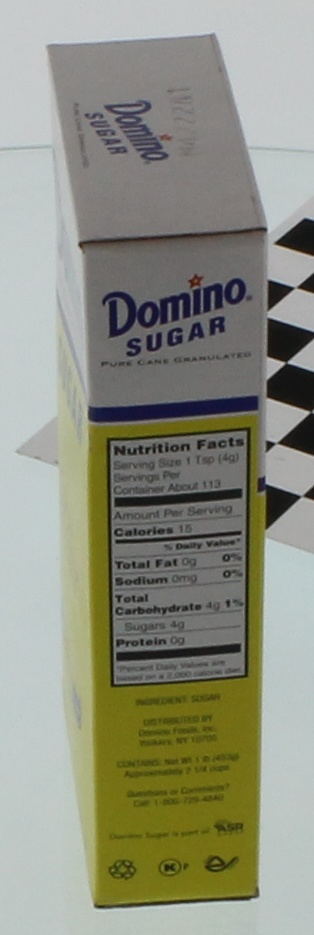 Domino
SUGAR
Domino®
SUGAR
PURE CANE GRANULATED
Nutrition Facts
Serving Size 1 Tsp (4g)
Servings Per
Container About 113
Amount Per Serving
Calories 15
% Daily Value*
Total Fat 0g 0%
Sodium 0mg 0%
Total
Carbohydrate 4g 1%
Sugars 4g
Protein 0g
*Percent Daily Values are
based on a 2,000 calorie diet.
INGREDIENT: SUGAR
DISTRIBUTED BY
Domino Foods, Inc.
Yonkers, NY 10705
CONTAINS: Net Wt 1 lb (453g)
Approximately 2 1/4 cups
Questions or Comments?
Call: 1-800-729-4840
Domino Sugar is part of ASR
K P